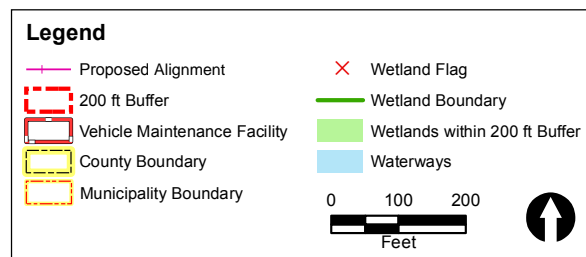 Legend
Proposed Alignment
200 ft Buffer
Vehicle Maintenance Facility
County Boundary
Municipality Boundary
Wetland Flag
Wetland Boundary
Wetlands within 200 ft Buffer
Waterways
0 100 200
Feet